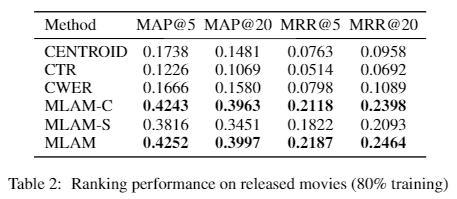 Method MAP@5 MAP@20 MRR@5 MRR@20
CENTROID 0.1738 0.1481 0.0763 0.0958
CTR 0.1226 0.1069 0.0514 0.0692
CWER 0.1666 0.1580 0.0798 0.1089
MLAM-C 0.4243 0.3963 0.2118 0.2398
MLAM-S 0.3816 0.3451 0.1822 0.2093
MLAM 0.4252 0.3997 0.2187 0.2464
Table 2: Ranking performance on released movies (80% training)